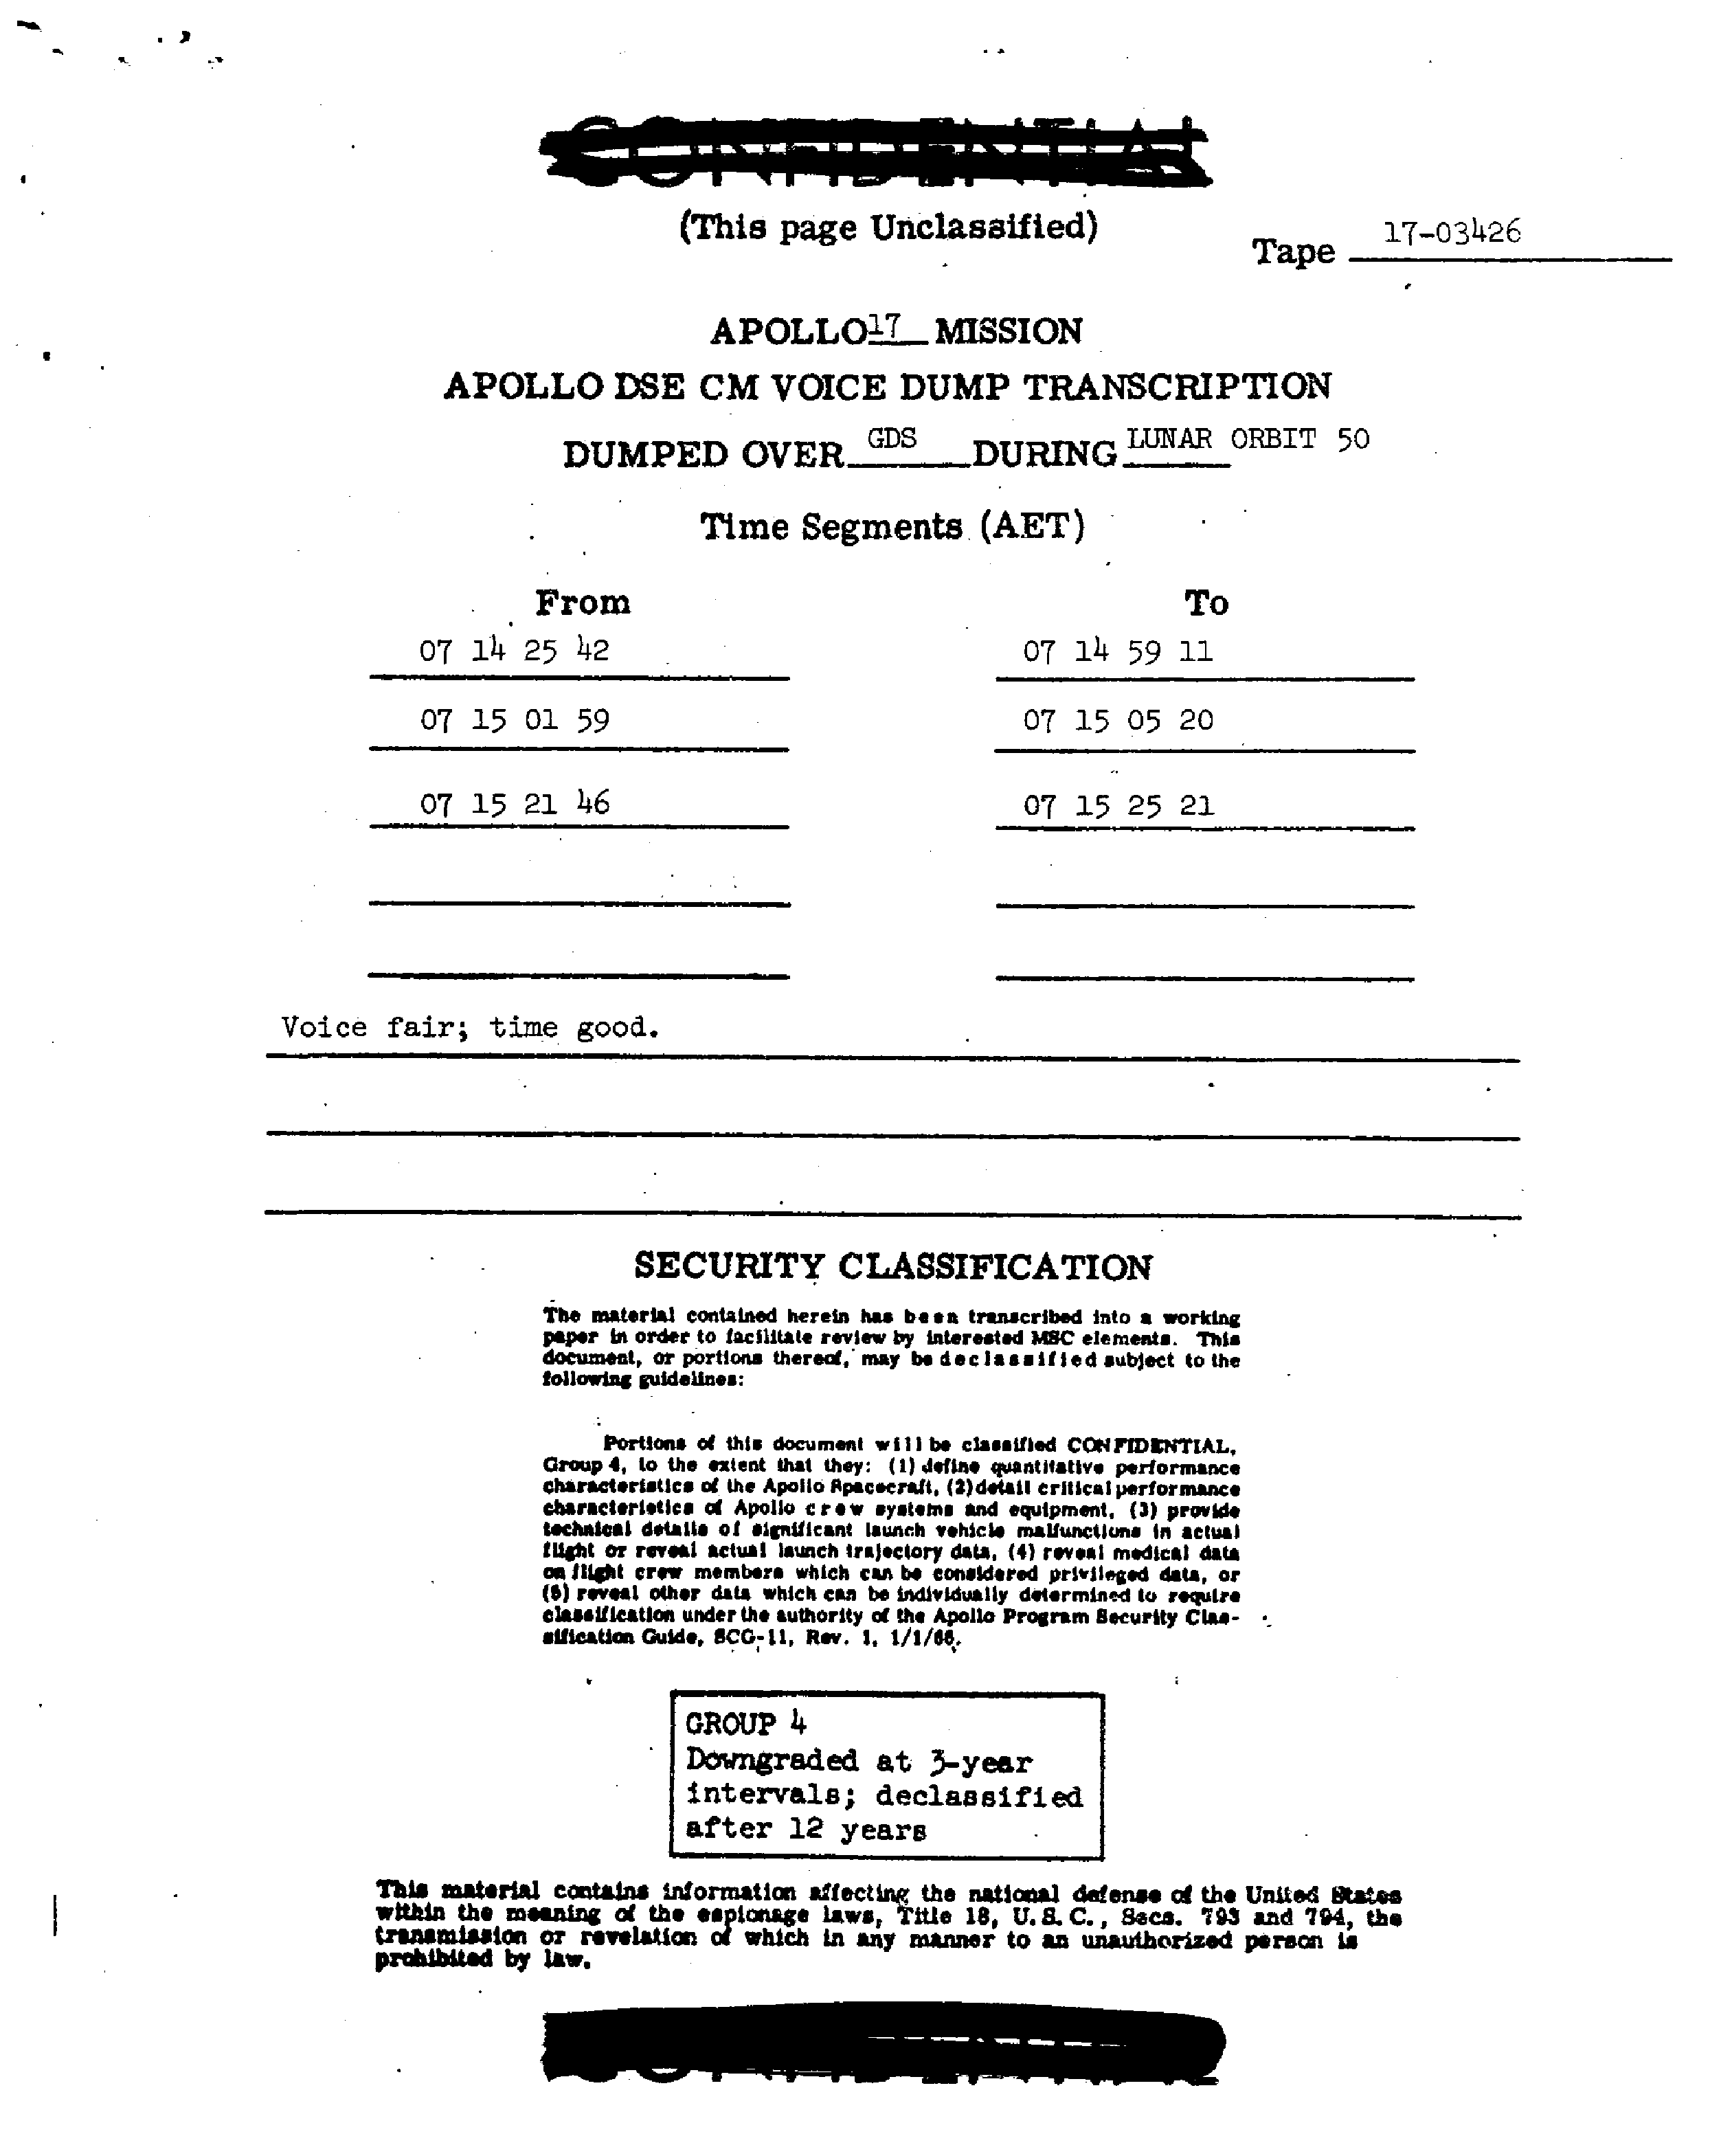 CONFIDENTIAL
(This page Unclassified)
Tape 17-03426
APOLLO 17 MISSION
APOLLO DSE CM VOICE DUMP TRANSCRIPTION
DUMPED OVER GDS DURING LUNAR ORBIT 50
Time Segments (AET)
From To
07 14 25 42 07 14 59 11
07 15 01 59 07 15 05 20
07 15 21 46 07 15 25 21
Voice fair; time good.
SECURITY CLASSIFICATION
The material contained herein has been transcribed into a working
paper in order to facilitate review by interested MSC elements. This
document, or portions thereof, may be declassified subject to the
following guidelines:
Portions of this document will be classified CONFIDENTIAL,
Group 4, to the extent that they: (1) define quantitative performance
characteristics of the Apollo Spacecraft, (2) detail critical performance
characteristics of Apollo crew systems and equipment, (3) provide
technical details of significant launch vehicle malfunctions in actual
flight or reveal actual launch trajectory data, (4) reveal medical data
on flight crew members which can be considered privileged data, or
(5) reveal other data which can be individually determined to require
classification under the authority of the Apollo Program Security Clas-
sification Guide, SCG-11, Rev. 1, 1/1/66.
GROUP 4
Downgraded at 3-year
intervals; declassified
after 12 years
This material contains information affecting the national defense of the United States
within the meaning of the espionage laws, Title 18, U.S.C., Secs. 793 and 794, the
transmission or revelation of which in any manner to an unauthorized person is
prohibited by law.